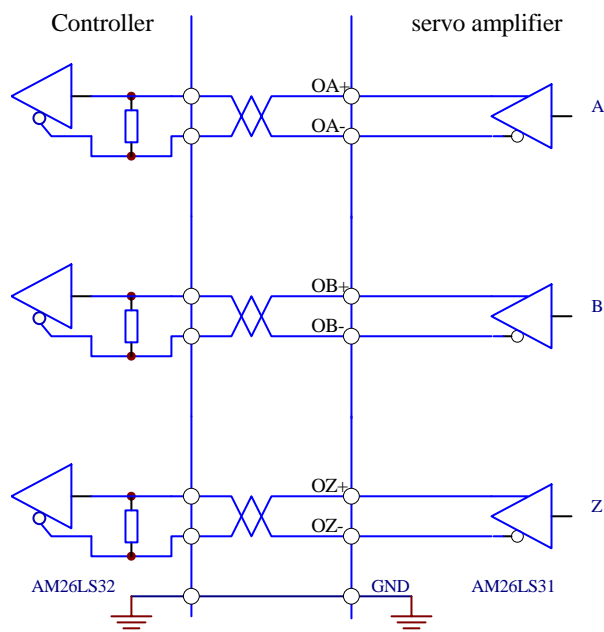 Controller
servo amplifier
OA+
A
OA-
OB+
B
OB-
OZ+
Z
OZ-
AM26LS32
GND
AM26LS31